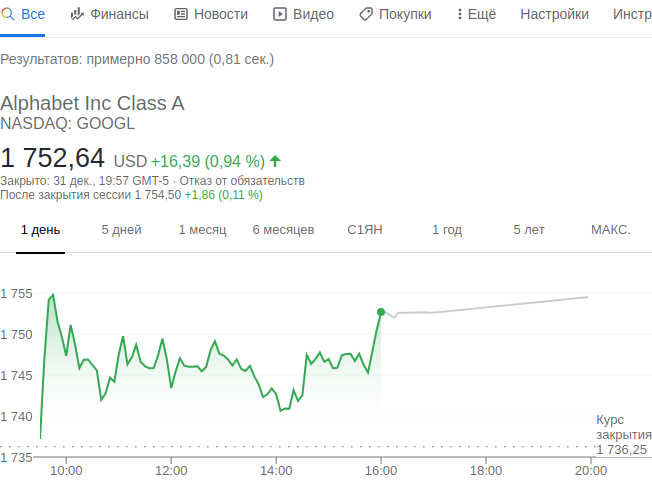 Все Финансы Новости Видео Покупки Ещё Настройки Инстр
Результатов: примерно 858 000 (0,81 сек.)
Alphabet Inc Class A
NASDAQ: GOOGL
1 752,64 USD +16,39 (0,94 %)
Закрыто: 31 дек., 19:57 GMT-5 · Отказ от обязательств
После закрытия сессии 1 754,50 +1,86 (0,11 %)
1 день 5 дней 1 месяц 6 месяцев С1ЯН 1 год 5 лет МАКС.
1 755
1 750
1 745
1 740
Курс
закрытия
1 736,25
1 735
10:00 12:00 14:00 16:00 18:00 20:00